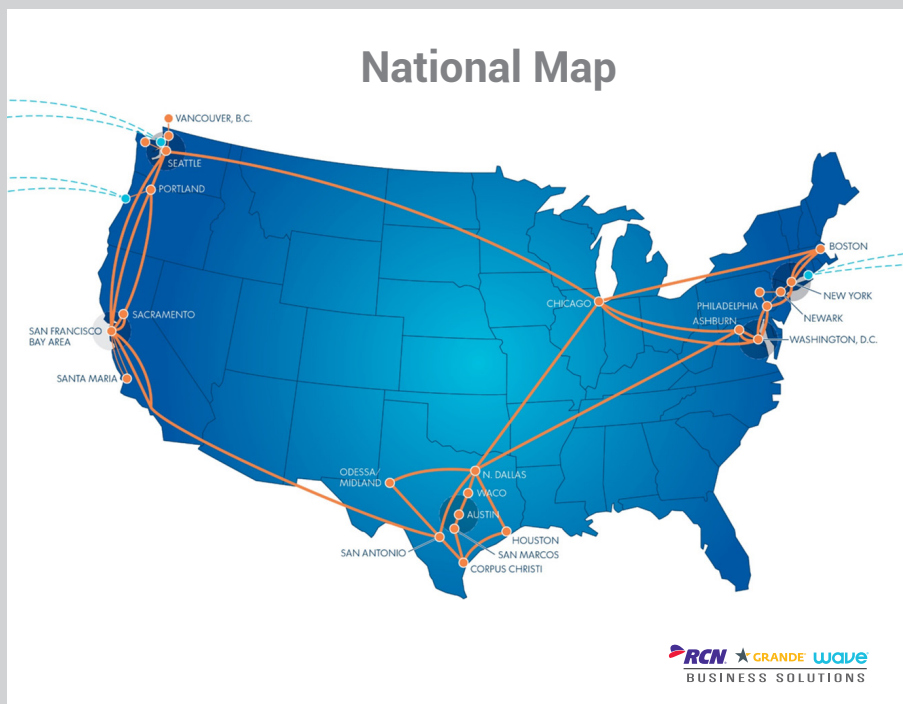 National Map
VANCOUVER, B.C.
SEATTLE
PORTLAND
BOSTON
NEW YORK
CHICAGO
PHILADELPHIA
NEWARK
ASHBURN
WASHINGTON, D.C.
SACRAMENTO
SAN FRANCISCO
BAY AREA
SANTA MARIA
ODESSA/
MIDLAND
N. DALLAS
WACO
AUSTIN
HOUSTON
SAN ANTONIO
SAN MARCOS
CORPUS CHRISTI
RCN GRANDE wave
BUSINESS SOLUTIONS